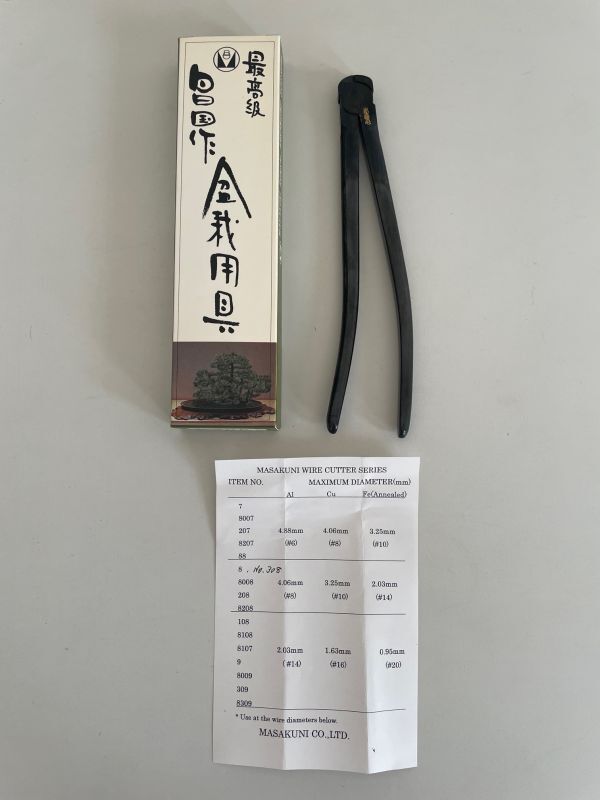 最高級
昌国作
盆栽用具
MASAKUNI WIRE CUTTER SERIES
ITEM NO. MAXIMUM DIAMETER(mm)
Al Cu Fe(Annealed)
7
8007
207 4.88mm 4.06mm 3.25mm
8207 (#6) (#8) (#10)
88
8 . No.308
8008 4.06mm 3.25mm 2.03mm
208 (#8) (#10) (#14)
8208
108
8108
8107 2.03mm 1.63mm 0.95mm
9 (#14) (#16) (#20)
8009
309
8309
* Use at the wire diameters below.
MASAKUNI CO.,LTD.